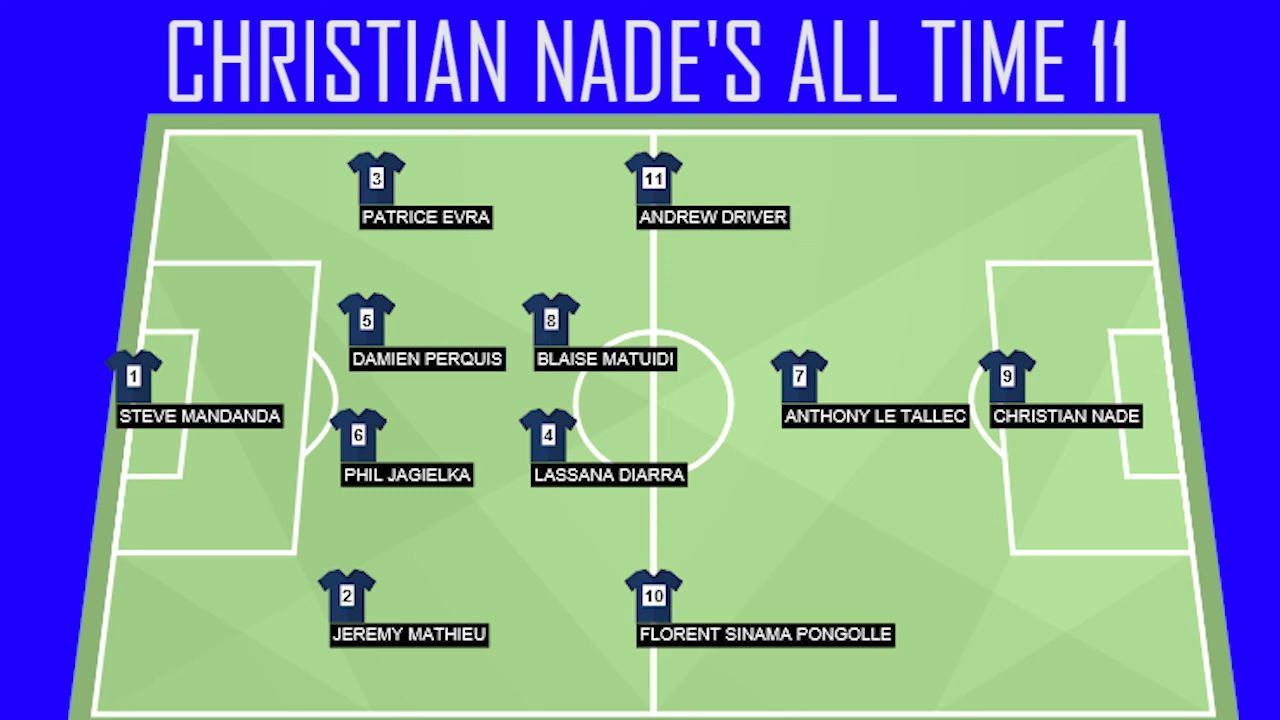 CHRISTIAN NADE'S ALL TIME 11
3
PATRICE EVRA
11
ANDREW DRIVER
5
DAMIEN PERQUIS
8
BLAISE MATUIDI
1
STEVE MANDANDA
7
ANTHONY LE TALLEC
9
CHRISTIAN NADE
6
PHIL JAGIELKA
4
LASSANA DIARRA
2
JEREMY MATHIEU
10
FLORENT SINAMA PONGOLLE